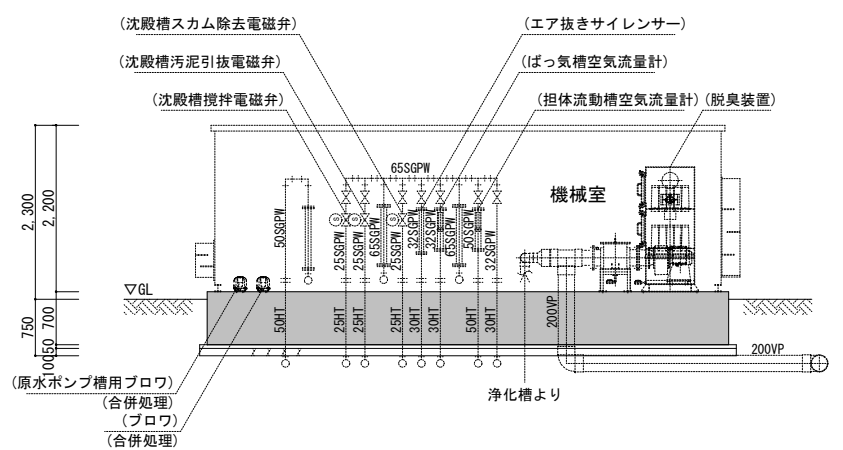 (沈殿槽スカム除去電磁弁)
(エア抜きサイレンサー)
(沈殿槽汚泥引抜電磁弁)
(ばっ気槽空気流量計)
(沈殿槽撹拌電磁弁)
(担体流動槽空気流量計)
(脱臭装置)
65SGPW
機械室
2,300
2,200
50SGPW
S
S
S
25SGPW
25SGPW
65SGPW
25SGPW
32SGPW
32SGPW
65SGPW
50SGPW
32SGPW
▽GL
750
700
50
100
50HT
25HT
25HT
25HT
30HT
30HT
50HT
30HT
200VP
200VP
(原水ポンプ槽用ブロワ)
(合併処理)
(ブロワ)
(合併処理)
浄化槽より